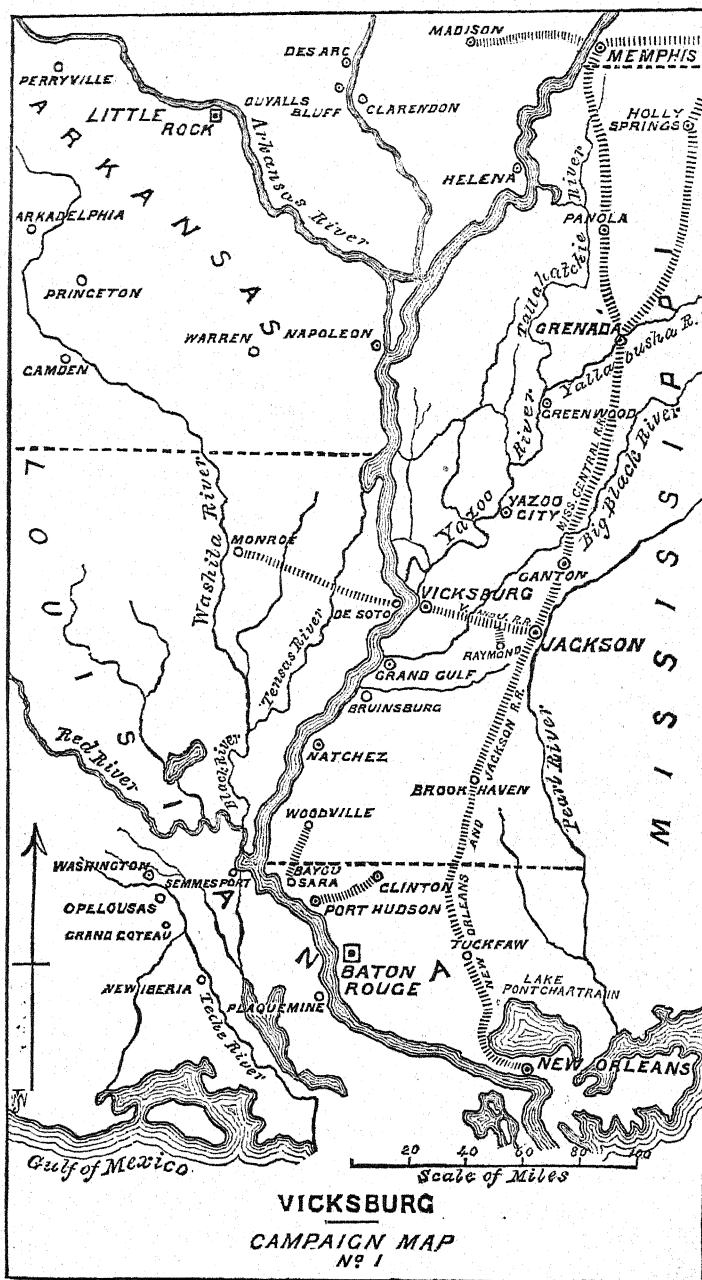 MADISON
MEMPHIS
DES ARC
PERRYVILLE
DUVALLS
BLUFF
CLARENDON
LITTLE
ROCK
HOLLY
SPRINGS
ARKANSAS
Arkansas River
HELENA
Tallahatchie River
ARKADELPHIA
PANOLA
PRINCETON
WARREN
NAPOLEON
GRENADA
Yallabusha R.
CAMDEN
GREENWOOD
MISS. CENTRAL R.R.
Big Black River
MISSISSIPPI
Yazoo River
YAZOO
CITY
LOUISIANA
Washila River
MONROE
CANTON
DE SOTO
VICKSBURG
V. AND J. R.R.
JACKSON
RAYMOND
Tensas River
GRAND GULF
BRUINSBURG
Red River
Black River
NATCHEZ
BROOKHAVEN
NEW ORLEANS AND JACKSON R.R.
Pearl River
WOODVILLE
WASHINGTON
SEMMESPORT
BAYOU
SARA
CLINTON
PORT HUDSON
OPELOUSAS
GRAND COTEAU
TUCKFAW
BATON
ROUGE
NEW IBERIA
PLAQUEMINE
LAKE
PONTCHARTRAIN
Teche River
NEW ORLEANS
Gulf of Mexico.
20 40 60 80 100
Scale of Miles
VICKSBURG
CAMPAIGN MAP
No 1